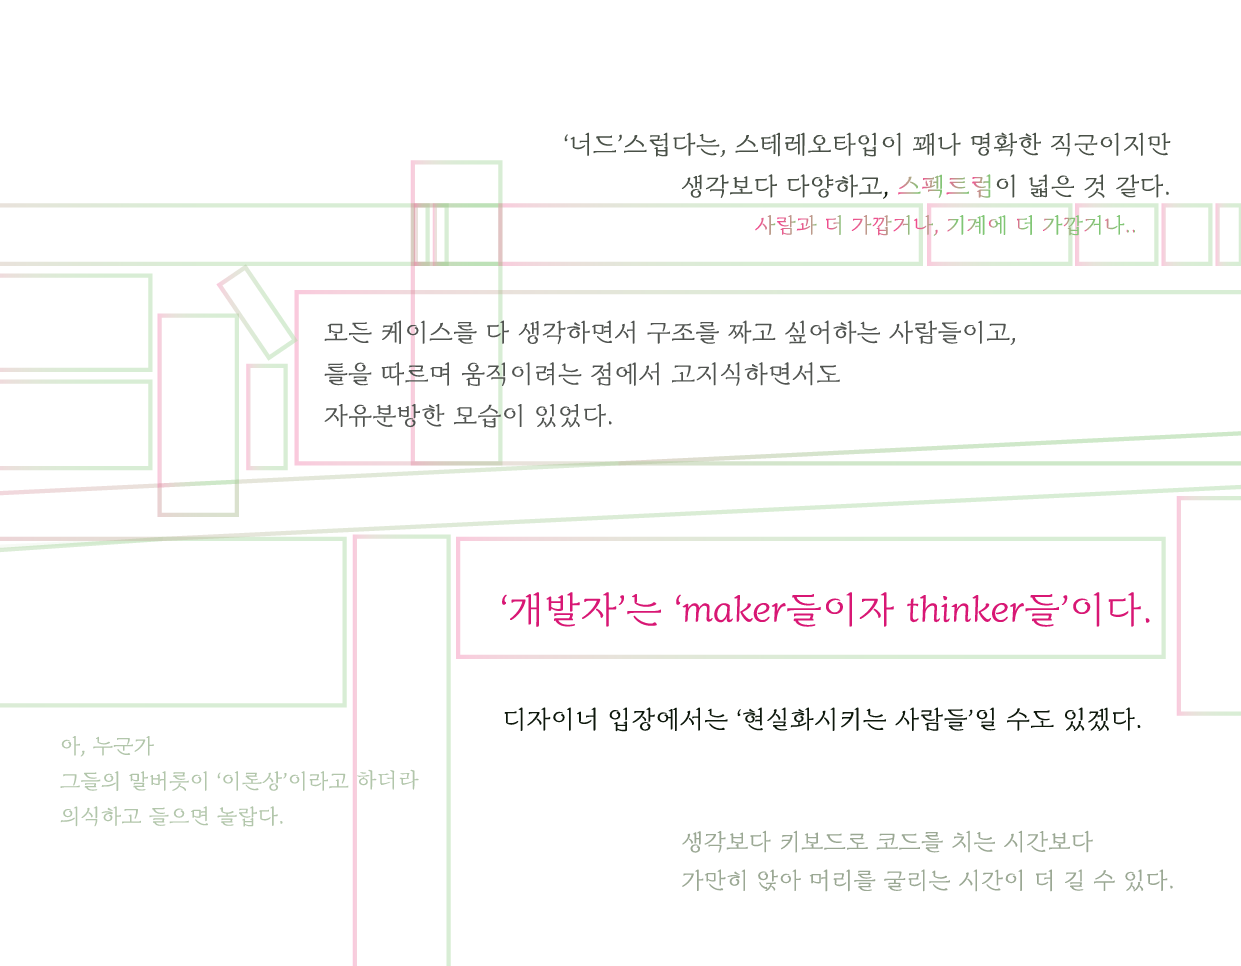 ‘너드’스럽다는, 스테레오타입이 꽤나 명확한 직군이지만
생각보다 다양하고, 스펙트럼이 넓은 것 같다.
사람과 더 가깝거나, 기계에 더 가깝거나..
모든 케이스를 다 생각하면서 구조를 짜고 싶어하는 사람들이고,
틀을 따르며 움직이려는 점에서 고지식하면서도
자유분방한 모습이 있었다.
‘개발자’는 ‘maker들이자 thinker들’이다.
디자이너 입장에서는 ‘현실화시키는 사람들’일 수도 있겠다.
아, 누군가
그들의 말버릇이 ‘이론상’이라고 하더라
의식하고 들으면 놀랍다.
생각보다 키보드로 코드를 치는 시간보다
가만히 앉아 머리를 굴리는 시간이 더 길 수 있다.